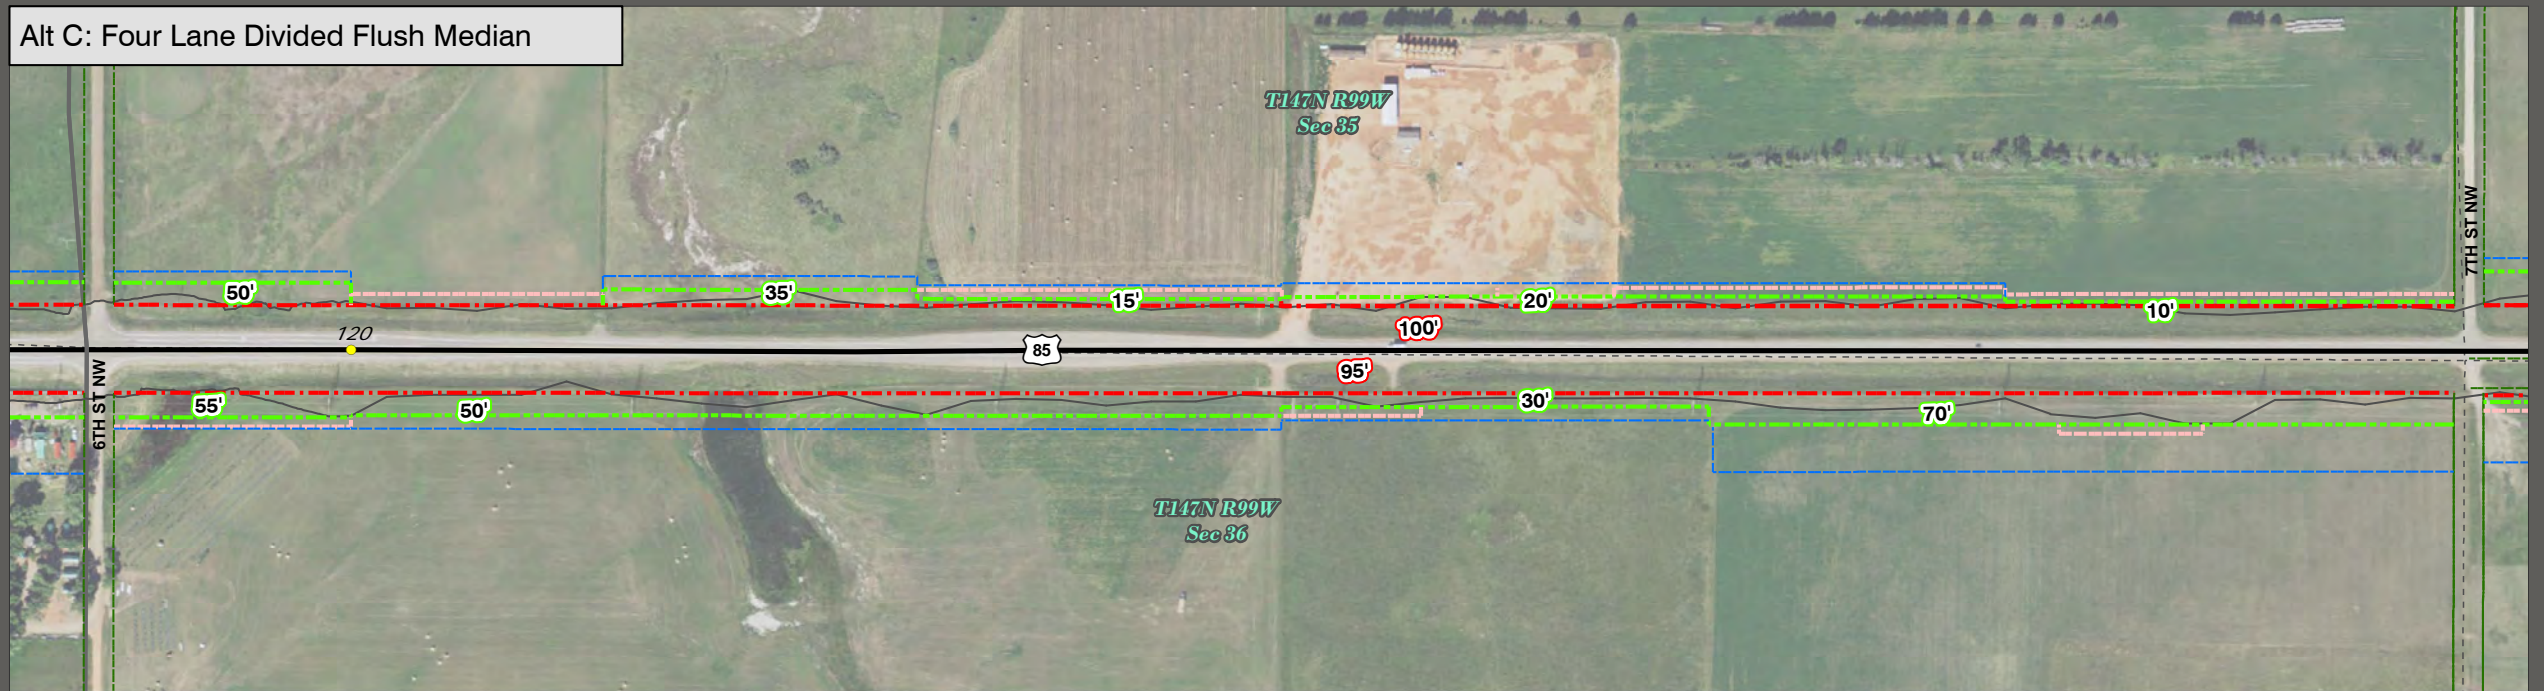 Alt C: Four Lane Divided Flush Median
T147N R99W
Sec 35
7TH ST NW
50'
35'
15'
20'
10'
120
100'
85
95'
6TH ST NW
55'
50'
30'
70'
T147N R99W
Sec 36